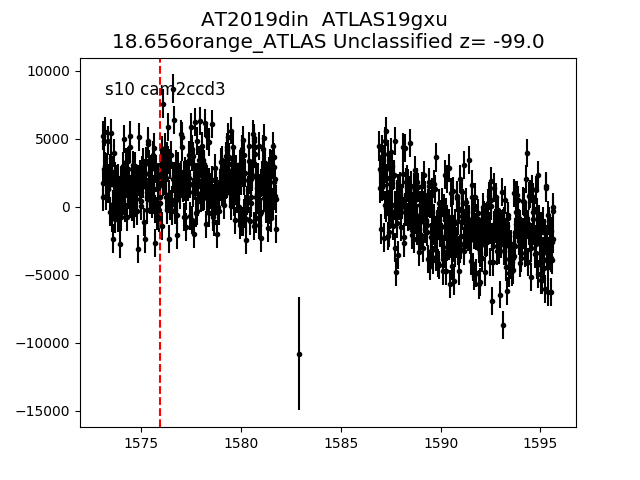 AT2019din ATLAS19gxu
18.656orange_ATLAS Unclassified z= -99.0
s10 cam2ccd3
10000
5000
0
−5000
−10000
−15000
1575 1580 1585 1590 1595